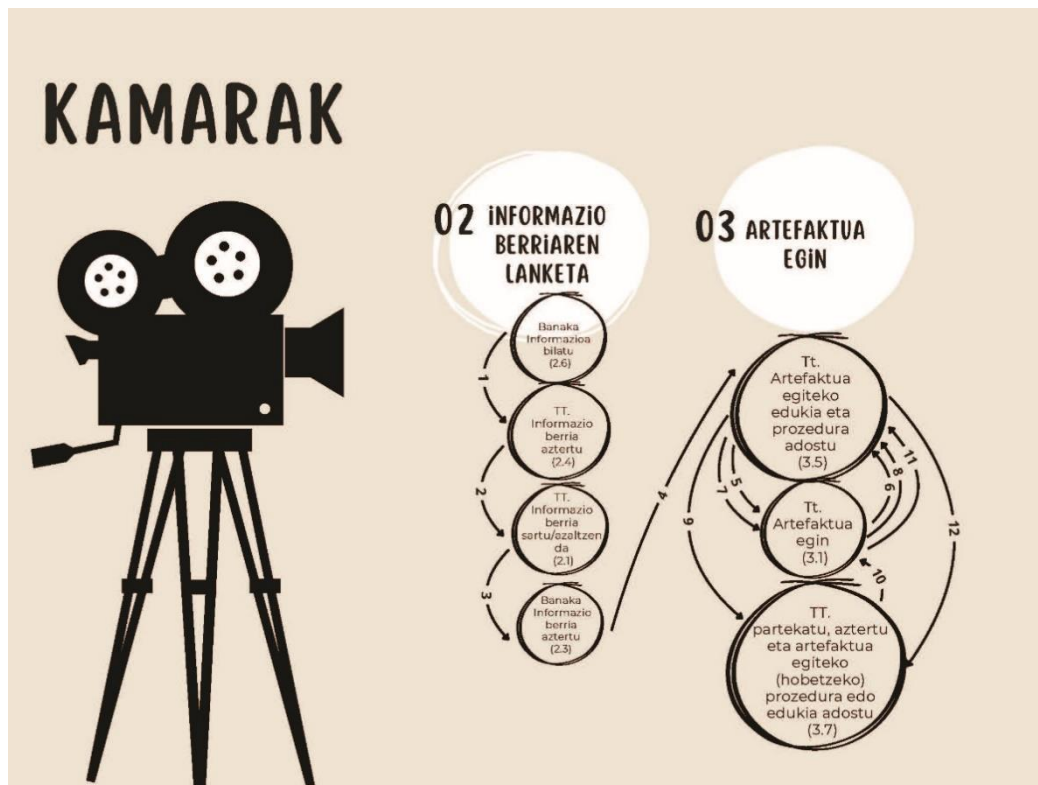 KAMARAK
02 INFORMAZIO
BERRIAREN
LANKETA
Banaka
Informazioa
bilatu
(2.6)
1
TT.
Informazio
berria
aztertu
(2.4)
2
TT.
Informazio
berria
sartu/azaltzen
da
(2.1)
3
Banaka
Informazio
berria
aztertu
(2.3)
4
03 ARTEFAKTUA
EGIN
Tt.
Artefaktua
egiteko
edukia eta
prozedura
adostu
(3.5)
5
7
9
6
8
11
12
Tt.
Artefaktua
egin
(3.1)
10
TT.
partekatu, aztertu
eta artefaktua
egiteko
(hobetzeko)
prozedura edo
edukia adostu
(3.7)